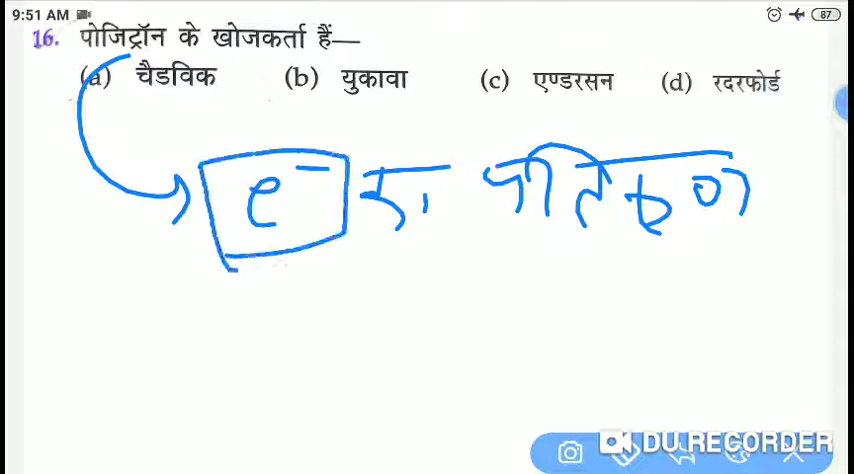 9:51 AM 87
16. पोजिट्रॉन के खोजकर्ता हैं—
(a) चैडविक (b) युकावा (c) एण्डरसन (d) रदरफोर्ड
e⁻ का प्रतिकण
DU RECORDER